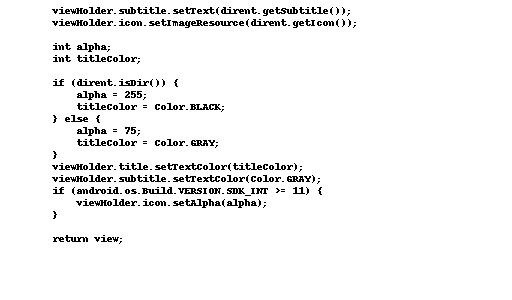 viewHolder.subtitle.setText(dirent.getSubtitle());
viewHolder.icon.setImageResource(dirent.getIcon());

int alpha;
int titleColor;

if (dirent.isDir()) {
    alpha = 255;
    titleColor = Color.BLACK;
} else {
    alpha = 75;
    titleColor = Color.GRAY;
}
viewHolder.title.setTextColor(titleColor);
viewHolder.subtitle.setTextColor(Color.GRAY);
if (android.os.Build.VERSION.SDK_INT >= 11) {
    viewHolder.icon.setAlpha(alpha);
}

return view;